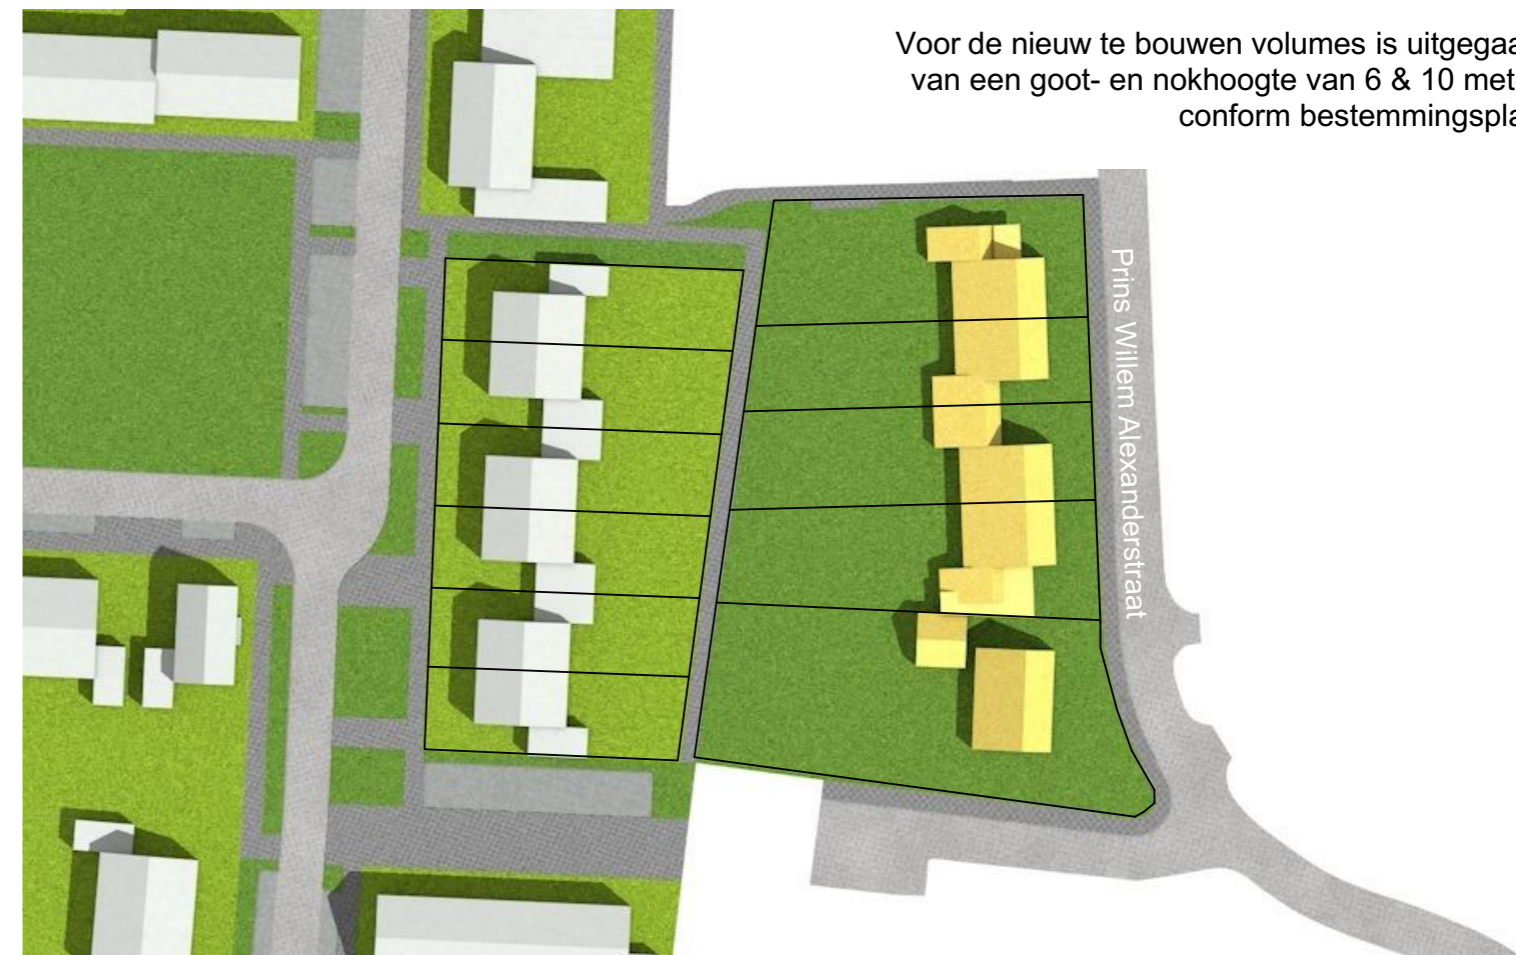 Voor de nieuw te bouwen volumes is uitgegaa
van een goot- en nokhoogte van 6 & 10 met
conform bestemmingspla
Prins Willem Alexanderstraat